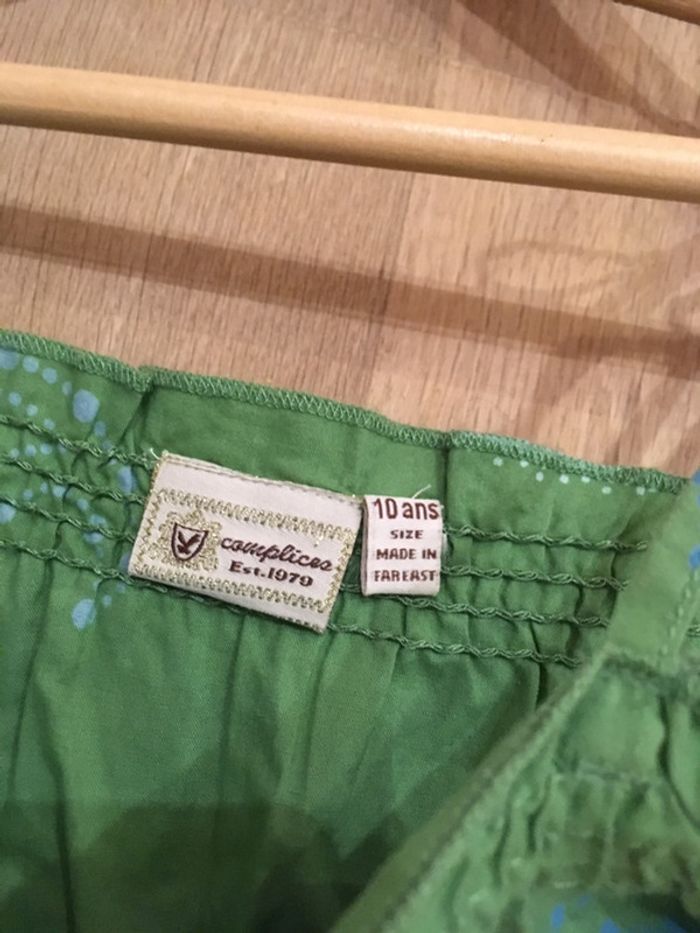 complices
Est.1979
10 ans
SIZE
MADE IN
FAR EAST